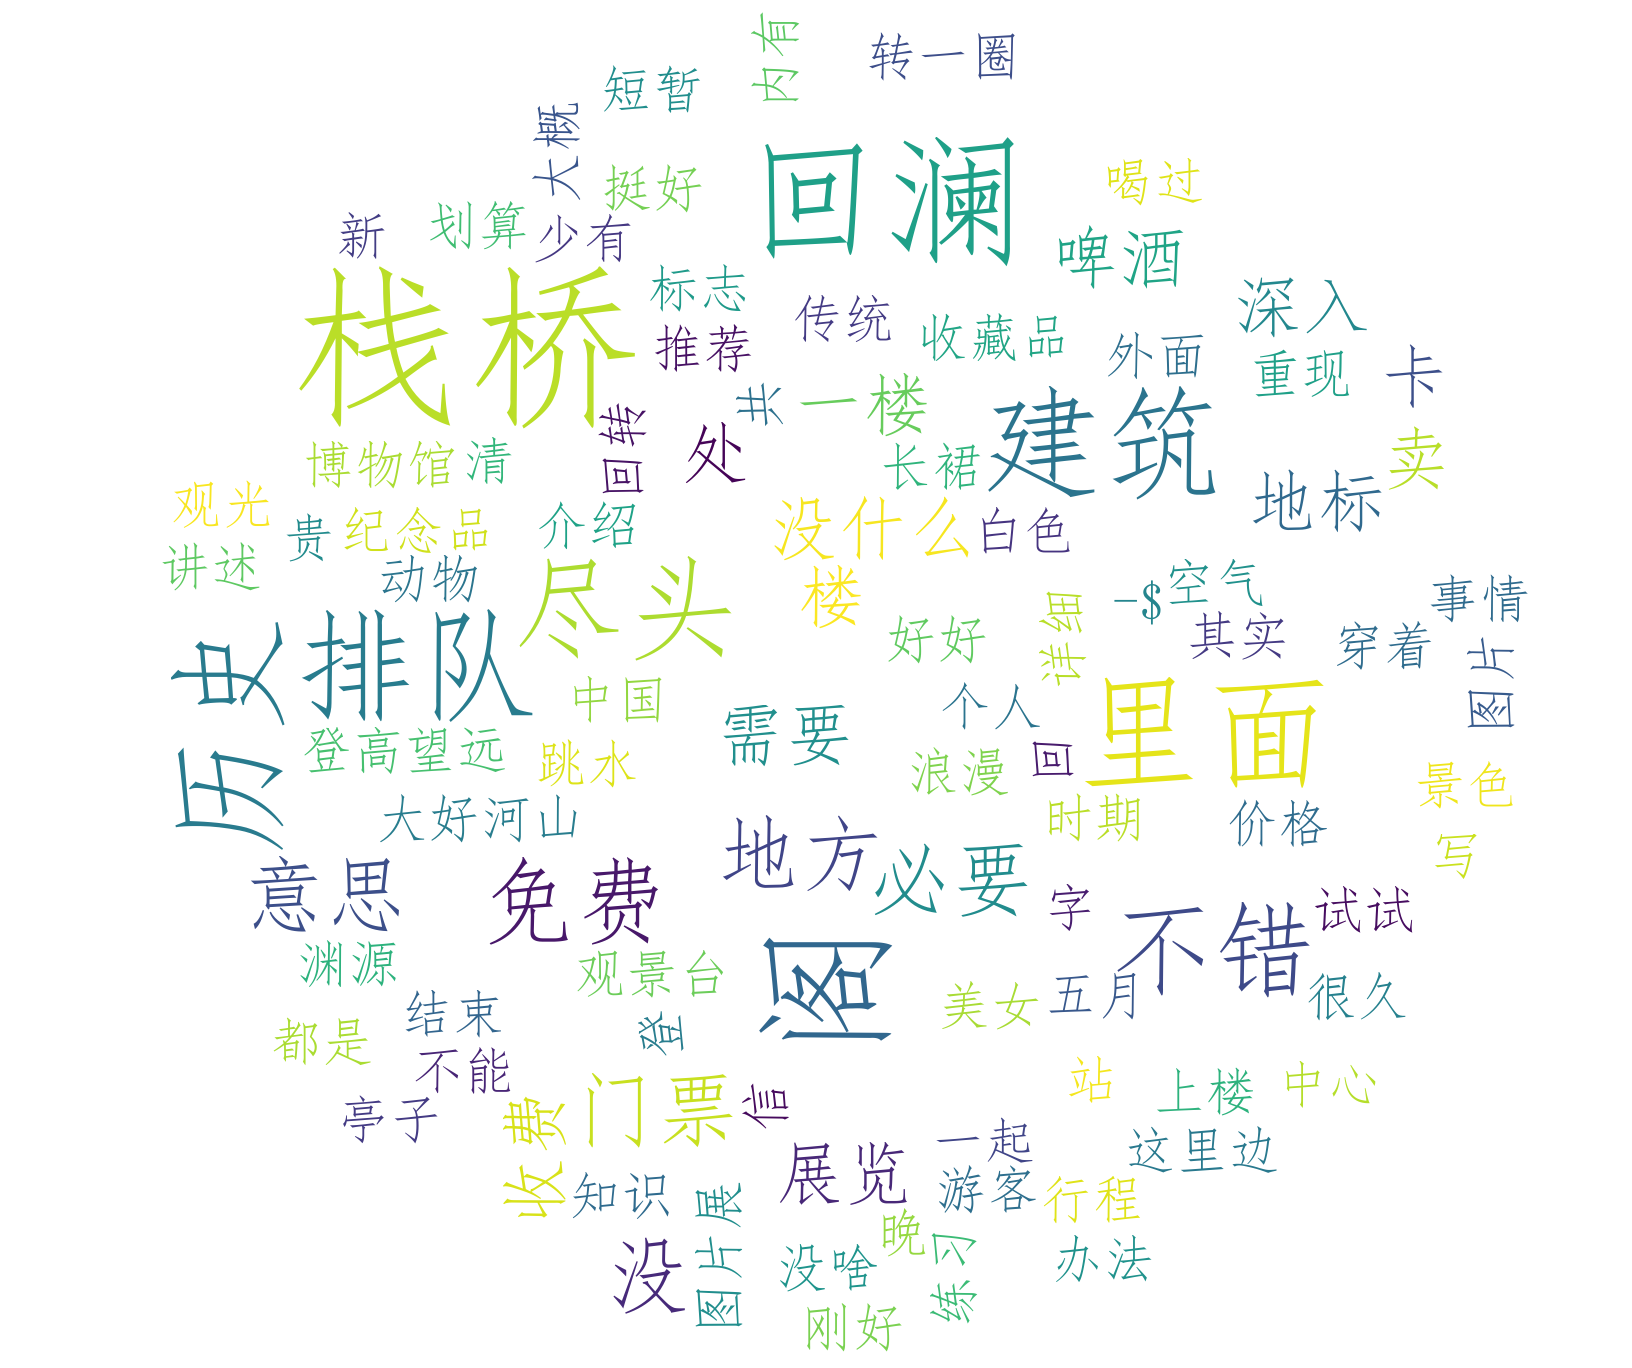 内有
转一圈
短暂
大概
回澜
挺好
喝过
划算
新
少有
啤酒
栈桥
标志
传统
收藏品
深入
推荐
外面
重现
卡
共
一楼
建筑
回转
处
博物馆
清
长裙
卖
地标
观光
贵
纪念品
介绍
没什么
白色
讲述
动物
尽头
楼
-$
空气
事情
历史
排队
好好
详细
其实
穿着
图片
中国
个人
里面
登高望远
跳水
需要
浪漫
回
景色
大好河山
地方
时期
价格
写
意思
免费
必要
字
不错
试试
渊源
观景台
阁
美女
五月
很久
都是
结束
登
不能
亭子
收费
门票
信
站
上楼
中心
展览
一起
这里边
知识
图片展
游客
行程
没
没啥
晚
练习
办法
刚好